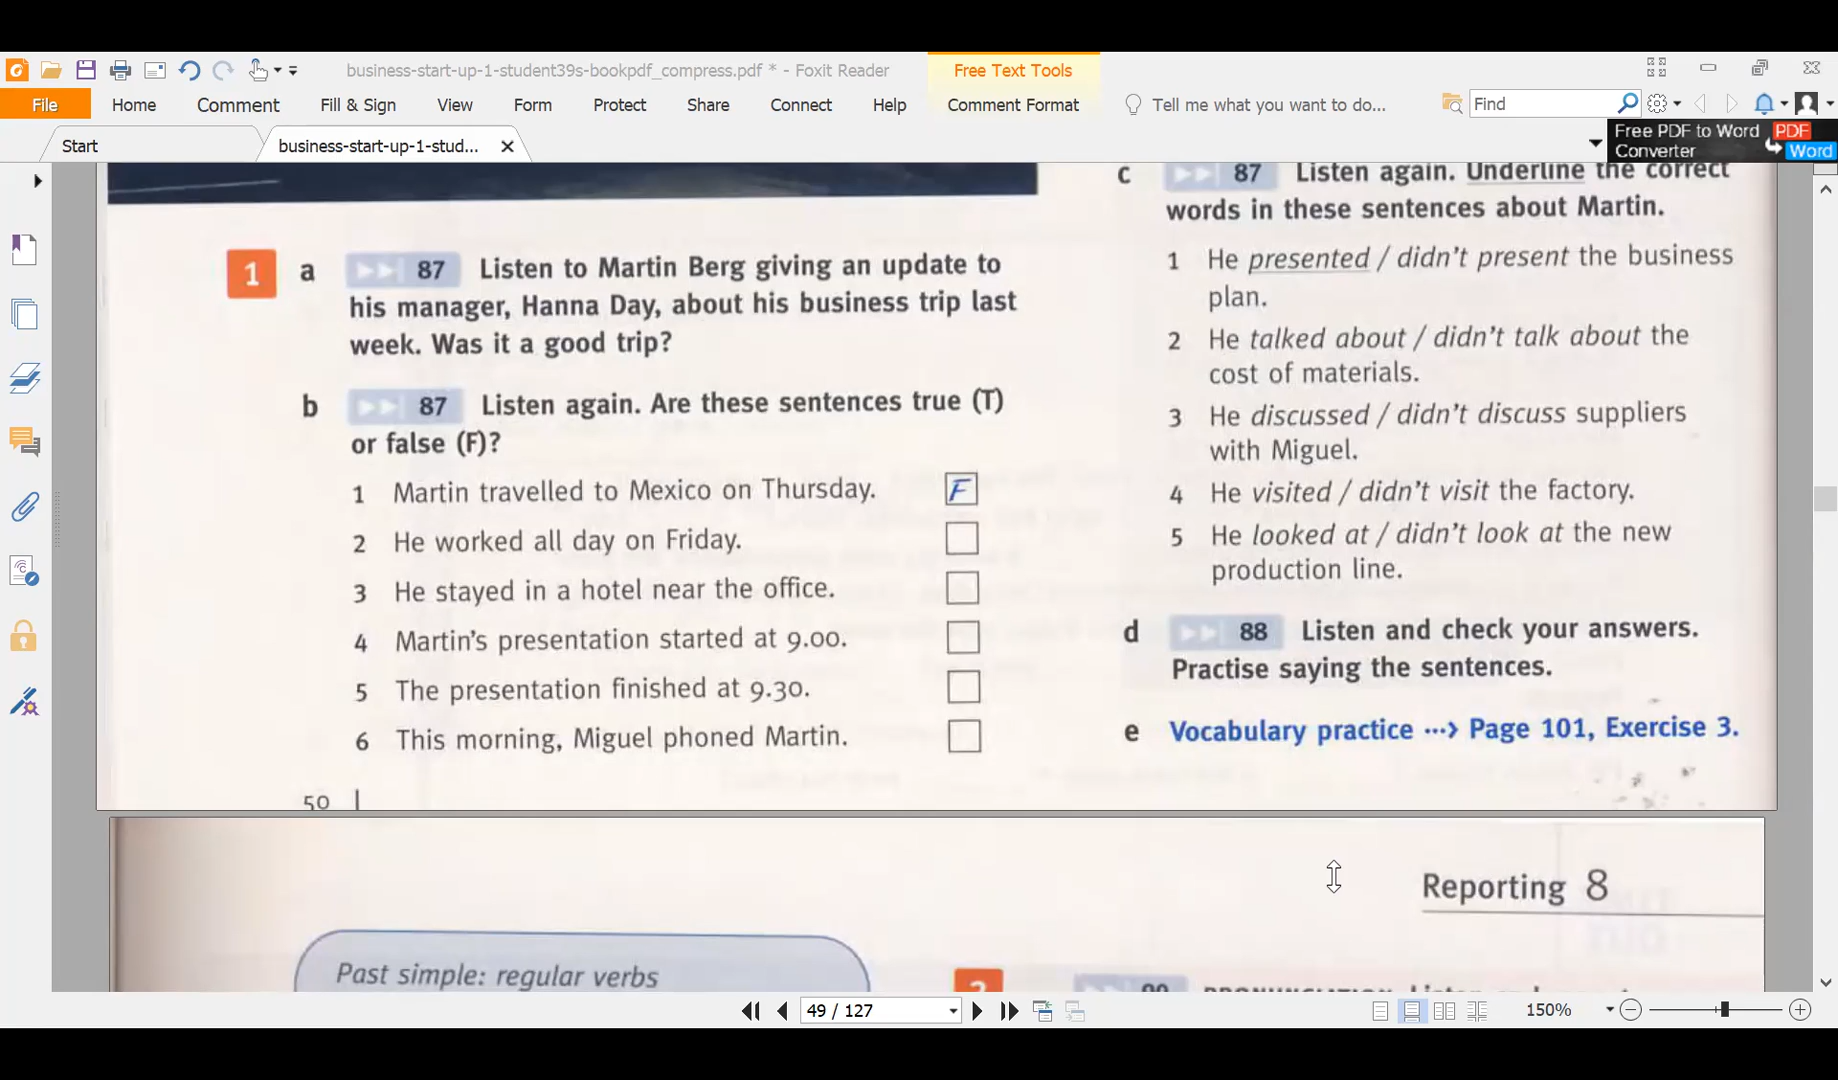 business-start-up-1-student39s-bookpdf_compress.pdf * - Foxit Reader
Free Text Tools
File
Home
Comment
Fill & Sign
View
Form
Protect
Share
Connect
Help
Comment Format
Tell me what you want to do...
Find
Start
business-start-up-1-stud...
Free PDF to Word PDF
Converter Word
1 a 87 Listen to Martin Berg giving an update to
his manager, Hanna Day, about his business trip last
week. Was it a good trip?
b 87 Listen again. Are these sentences true (T)
or false (F)?
1 Martin travelled to Mexico on Thursday. F
2 He worked all day on Friday.
3 He stayed in a hotel near the office.
4 Martin's presentation started at 9.00.
5 The presentation finished at 9.30.
6 This morning, Miguel phoned Martin.
50
c 87 Listen again. Underline the correct
words in these sentences about Martin.
1 He presented / didn't present the business
plan.
2 He talked about / didn't talk about the
cost of materials.
3 He discussed / didn't discuss suppliers
with Miguel.
4 He visited / didn't visit the factory.
5 He looked at / didn't look at the new
production line.
d 88 Listen and check your answers.
Practise saying the sentences.
e Vocabulary practice ···> Page 101, Exercise 3.
Reporting 8
Past simple: regular verbs
49 / 127
150%